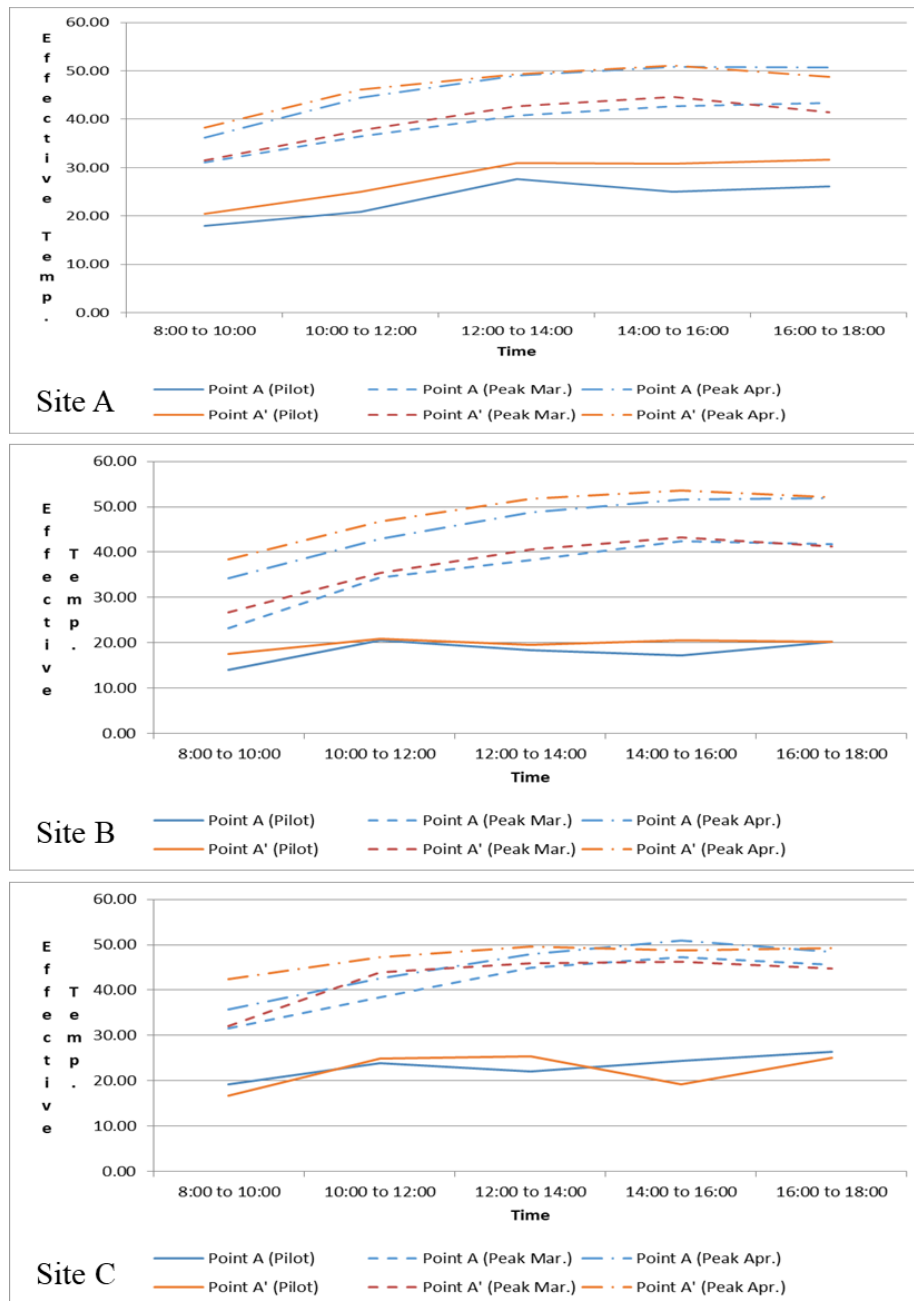 60.00
50.00
40.00
30.00
20.00
10.00
0.00
Effective Temp.
8:00 to 10:00 10:00 to 12:00 12:00 to 14:00 14:00 to 16:00 16:00 to 18:00
Time
Site A
Point A (Pilot) Point A (Peak Mar.) Point A (Peak Apr.)
Point A' (Pilot) Point A' (Peak Mar.) Point A' (Peak Apr.)
60.00
50.00
40.00
30.00
20.00
10.00
0.00
Effective
Temp.
8:00 to 10:00 10:00 to 12:00 12:00 to 14:00 14:00 to 16:00 16:00 to 18:00
Time
Site B
Point A (Pilot) Point A (Peak Mar.) Point A (Peak Apr.)
Point A' (Pilot) Point A' (Peak Mar.) Point A' (Peak Apr.)
60.00
50.00
40.00
30.00
20.00
10.00
0.00
Effective
Temp.
8:00 to 10:00 10:00 to 12:00 12:00 to 14:00 14:00 to 16:00 16:00 to 18:00
Time
Site C
Point A (Pilot) Point A (Peak Mar.) Point A (Peak Apr.)
Point A' (Pilot) Point A' (Peak Mar.) Point A' (Peak Apr.)